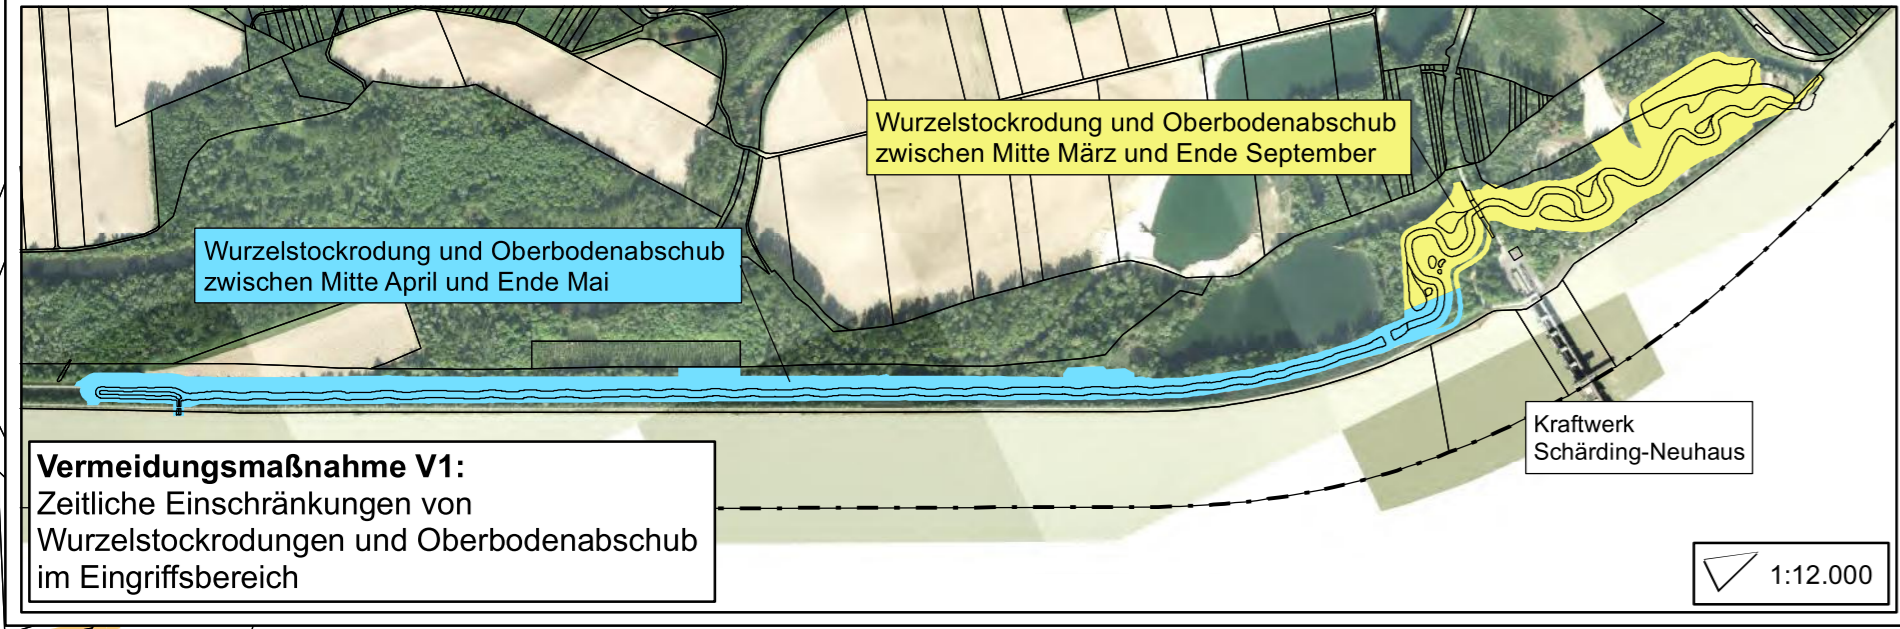 Wurzelstockrodung und Oberbodenabschub
zwischen Mitte März und Ende September
Wurzelstockrodung und Oberbodenabschub
zwischen Mitte April und Ende Mai
Kraftwerk
Schärding-Neuhaus
Vermeidungsmaßnahme V1:
Zeitliche Einschränkungen von
Wurzelstockrodungen und Oberbodenabschub
im Eingriffsbereich
1:12.000